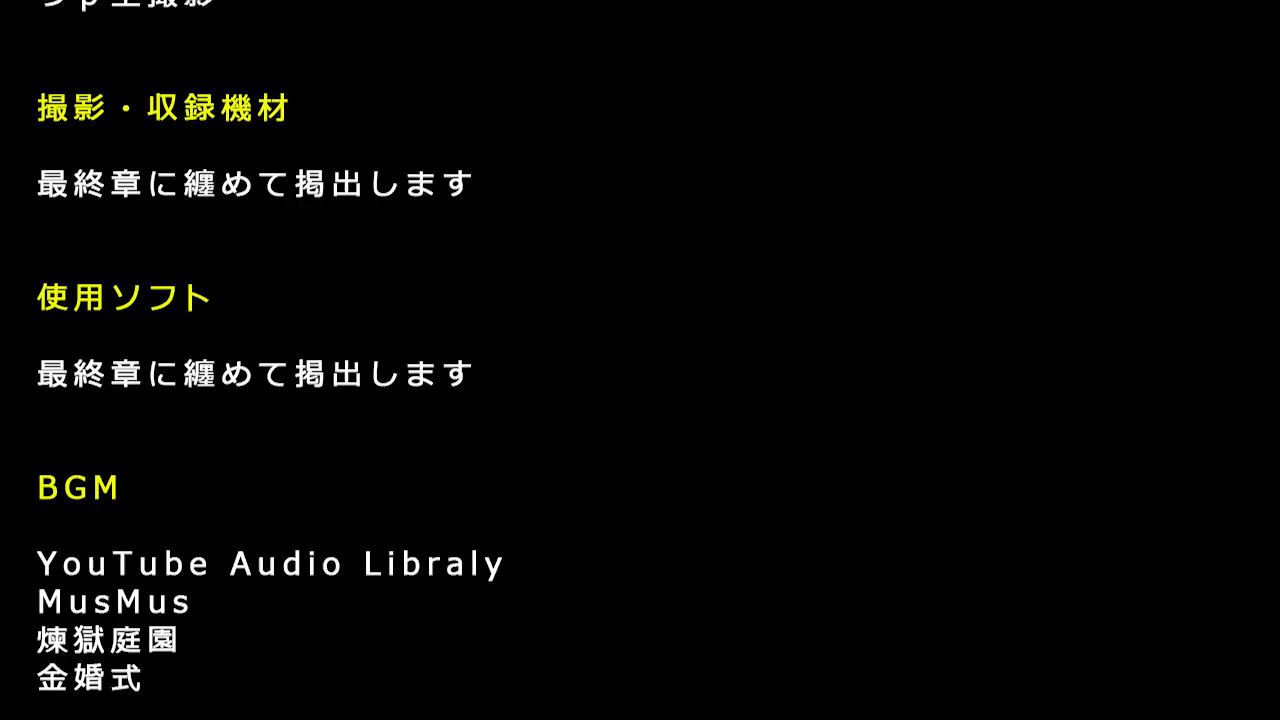 撮影・収録機材
最終章に纏めて掲出します
使用ソフト
最終章に纏めて掲出します
BGM
YouTube Audio Libraly
MusMus
煉獄庭園
金婚式